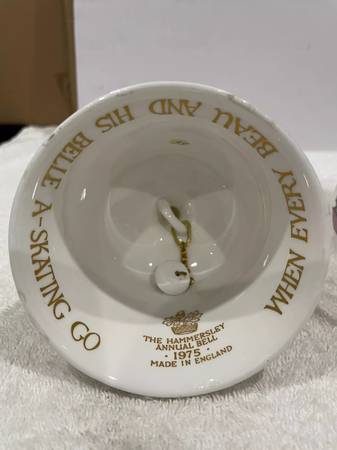 WHEN EVERY BEAU AND HIS BELLE A-SKATING GO
THE HAMMERSLEY
ANNUAL BELL
· 1975 ·
MADE IN ENGLAND